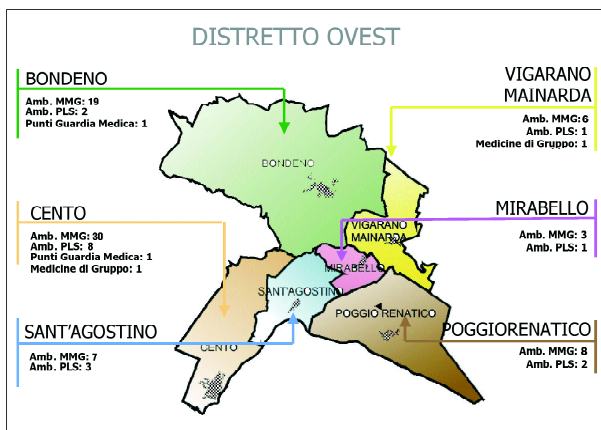 DISTRETTO OVEST
BONDENO
Amb. MMG: 19
Amb. PLS: 2
Punti Guardia Medica: 1
VIGARANO
MAINARDA
Amb. MMG: 6
Amb. PLS: 1
Medicine di Gruppo: 1
BONDENO
CENTO
Amb. MMG: 30
Amb. PLS: 8
Punti Guardia Medica: 1
Medicine di Gruppo: 1
MIRABELLO
Amb. MMG: 3
Amb. PLS: 1
VIGARANO
MAINARDA
MIRABELLO
SANT'AGOSTINO
POGGIO RENATICO
CENTO
SANT'AGOSTINO
Amb. MMG: 7
Amb. PLS: 3
POGGIORENATICO
Amb. MMG: 8
Amb. PLS: 2